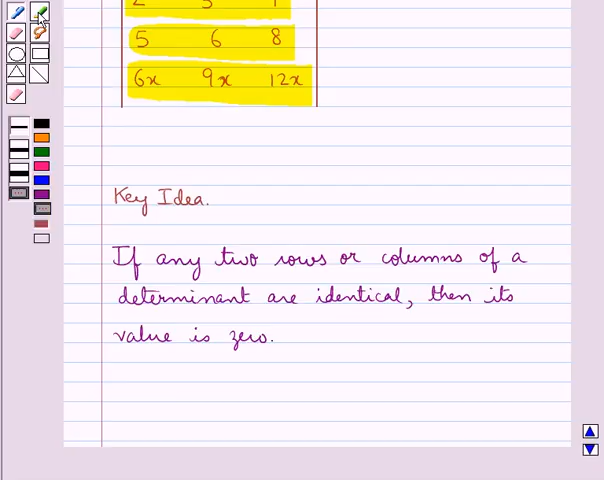 5 6 8
6x 9x 12x
Key Idea.
If any two rows or columns of a
determinant are identical, then its
value is zero.